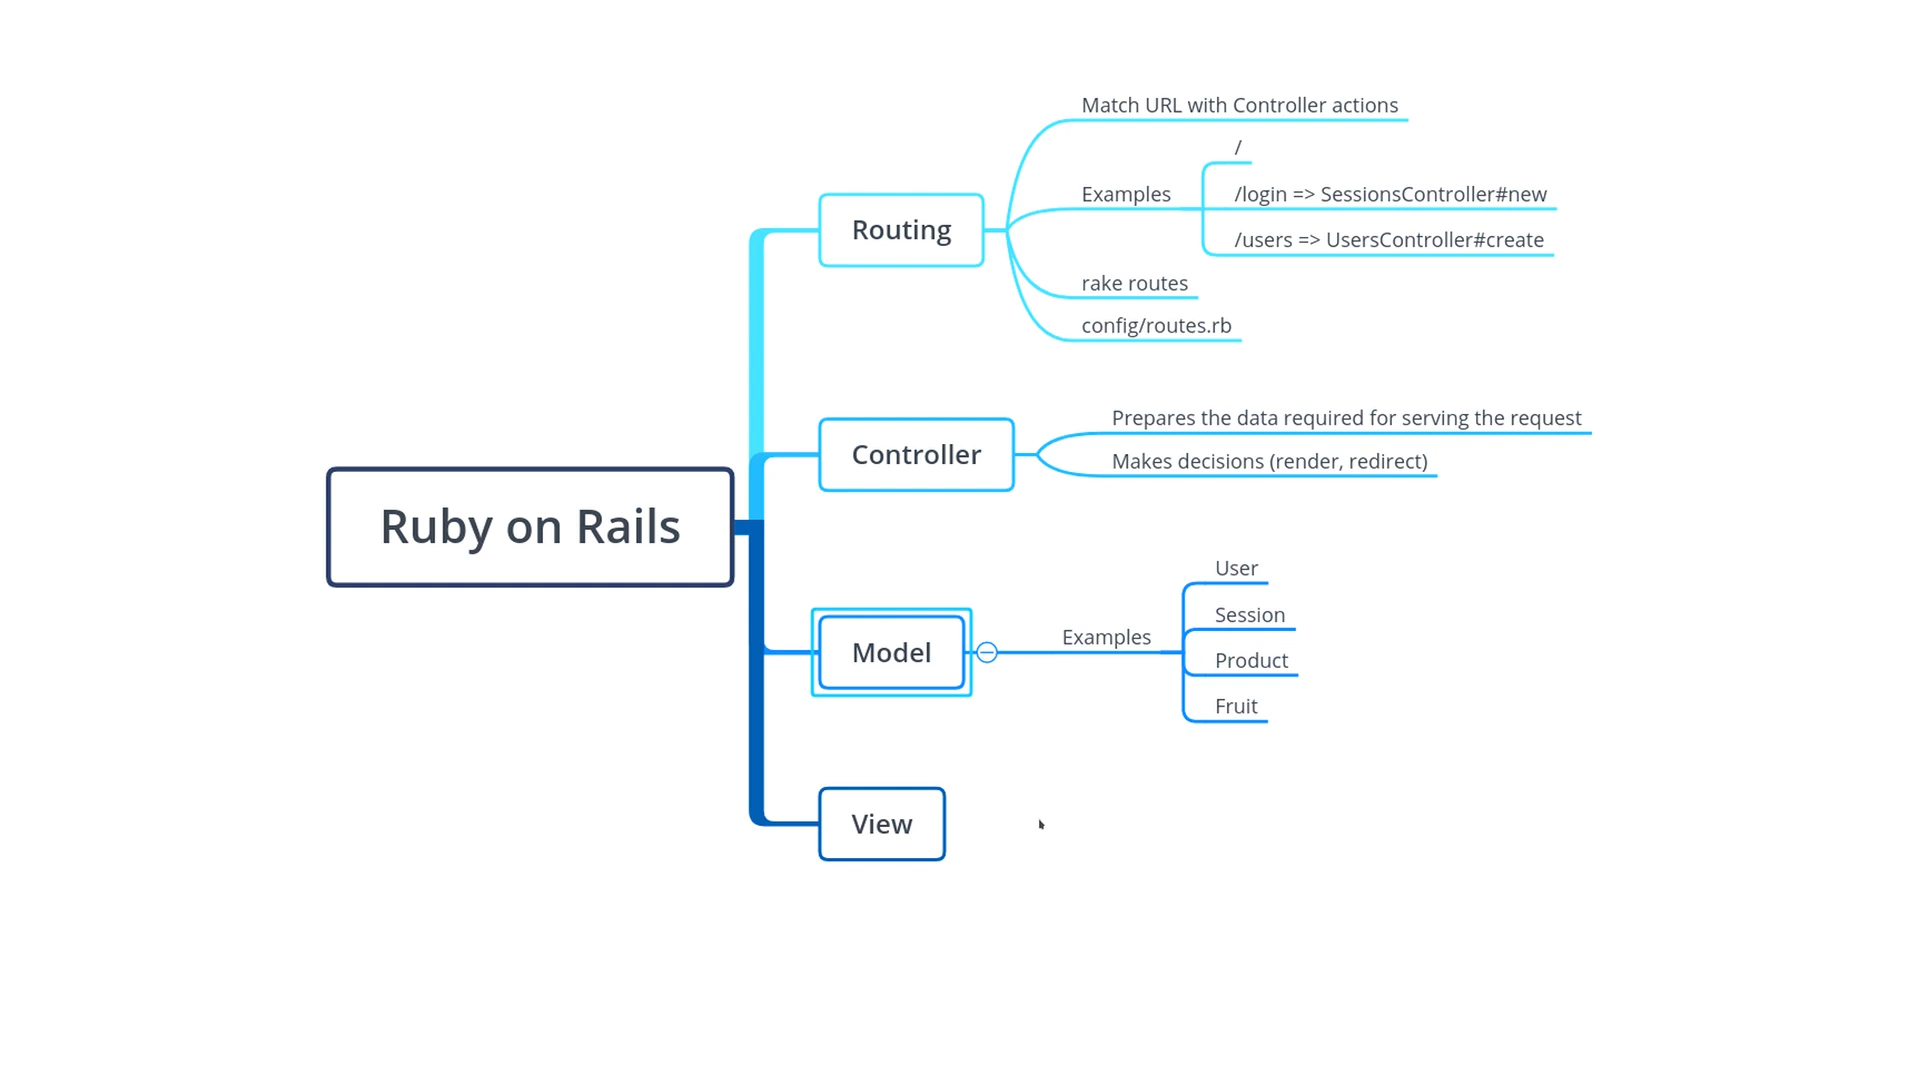 Ruby on Rails
Routing
Match URL with Controller actions
Examples
/
/login => SessionsController#new
/users => UsersController#create
rake routes
config/routes.rb
Controller
Prepares the data required for serving the request
Makes decisions (render, redirect)
Model
Examples
User
Session
Product
Fruit
View